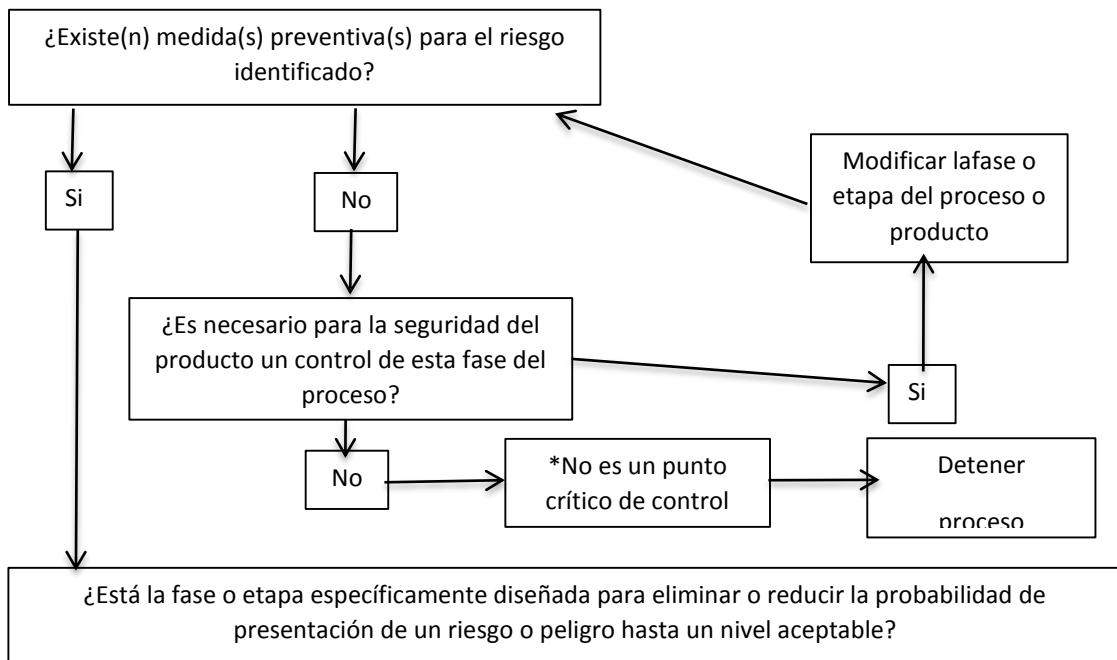 ¿Existe(n) medida(s) preventiva(s) para el riesgo
identificado?
Si
No
Modificar lafase o
etapa del proceso o
producto
¿Es necesario para la seguridad del
producto un control de esta fase del
proceso?
Si
No
*No es un punto
crítico de control
Detener
proceso
¿Está la fase o etapa específicamente diseñada para eliminar o reducir la probabilidad de
presentación de un riesgo o peligro hasta un nivel aceptable?